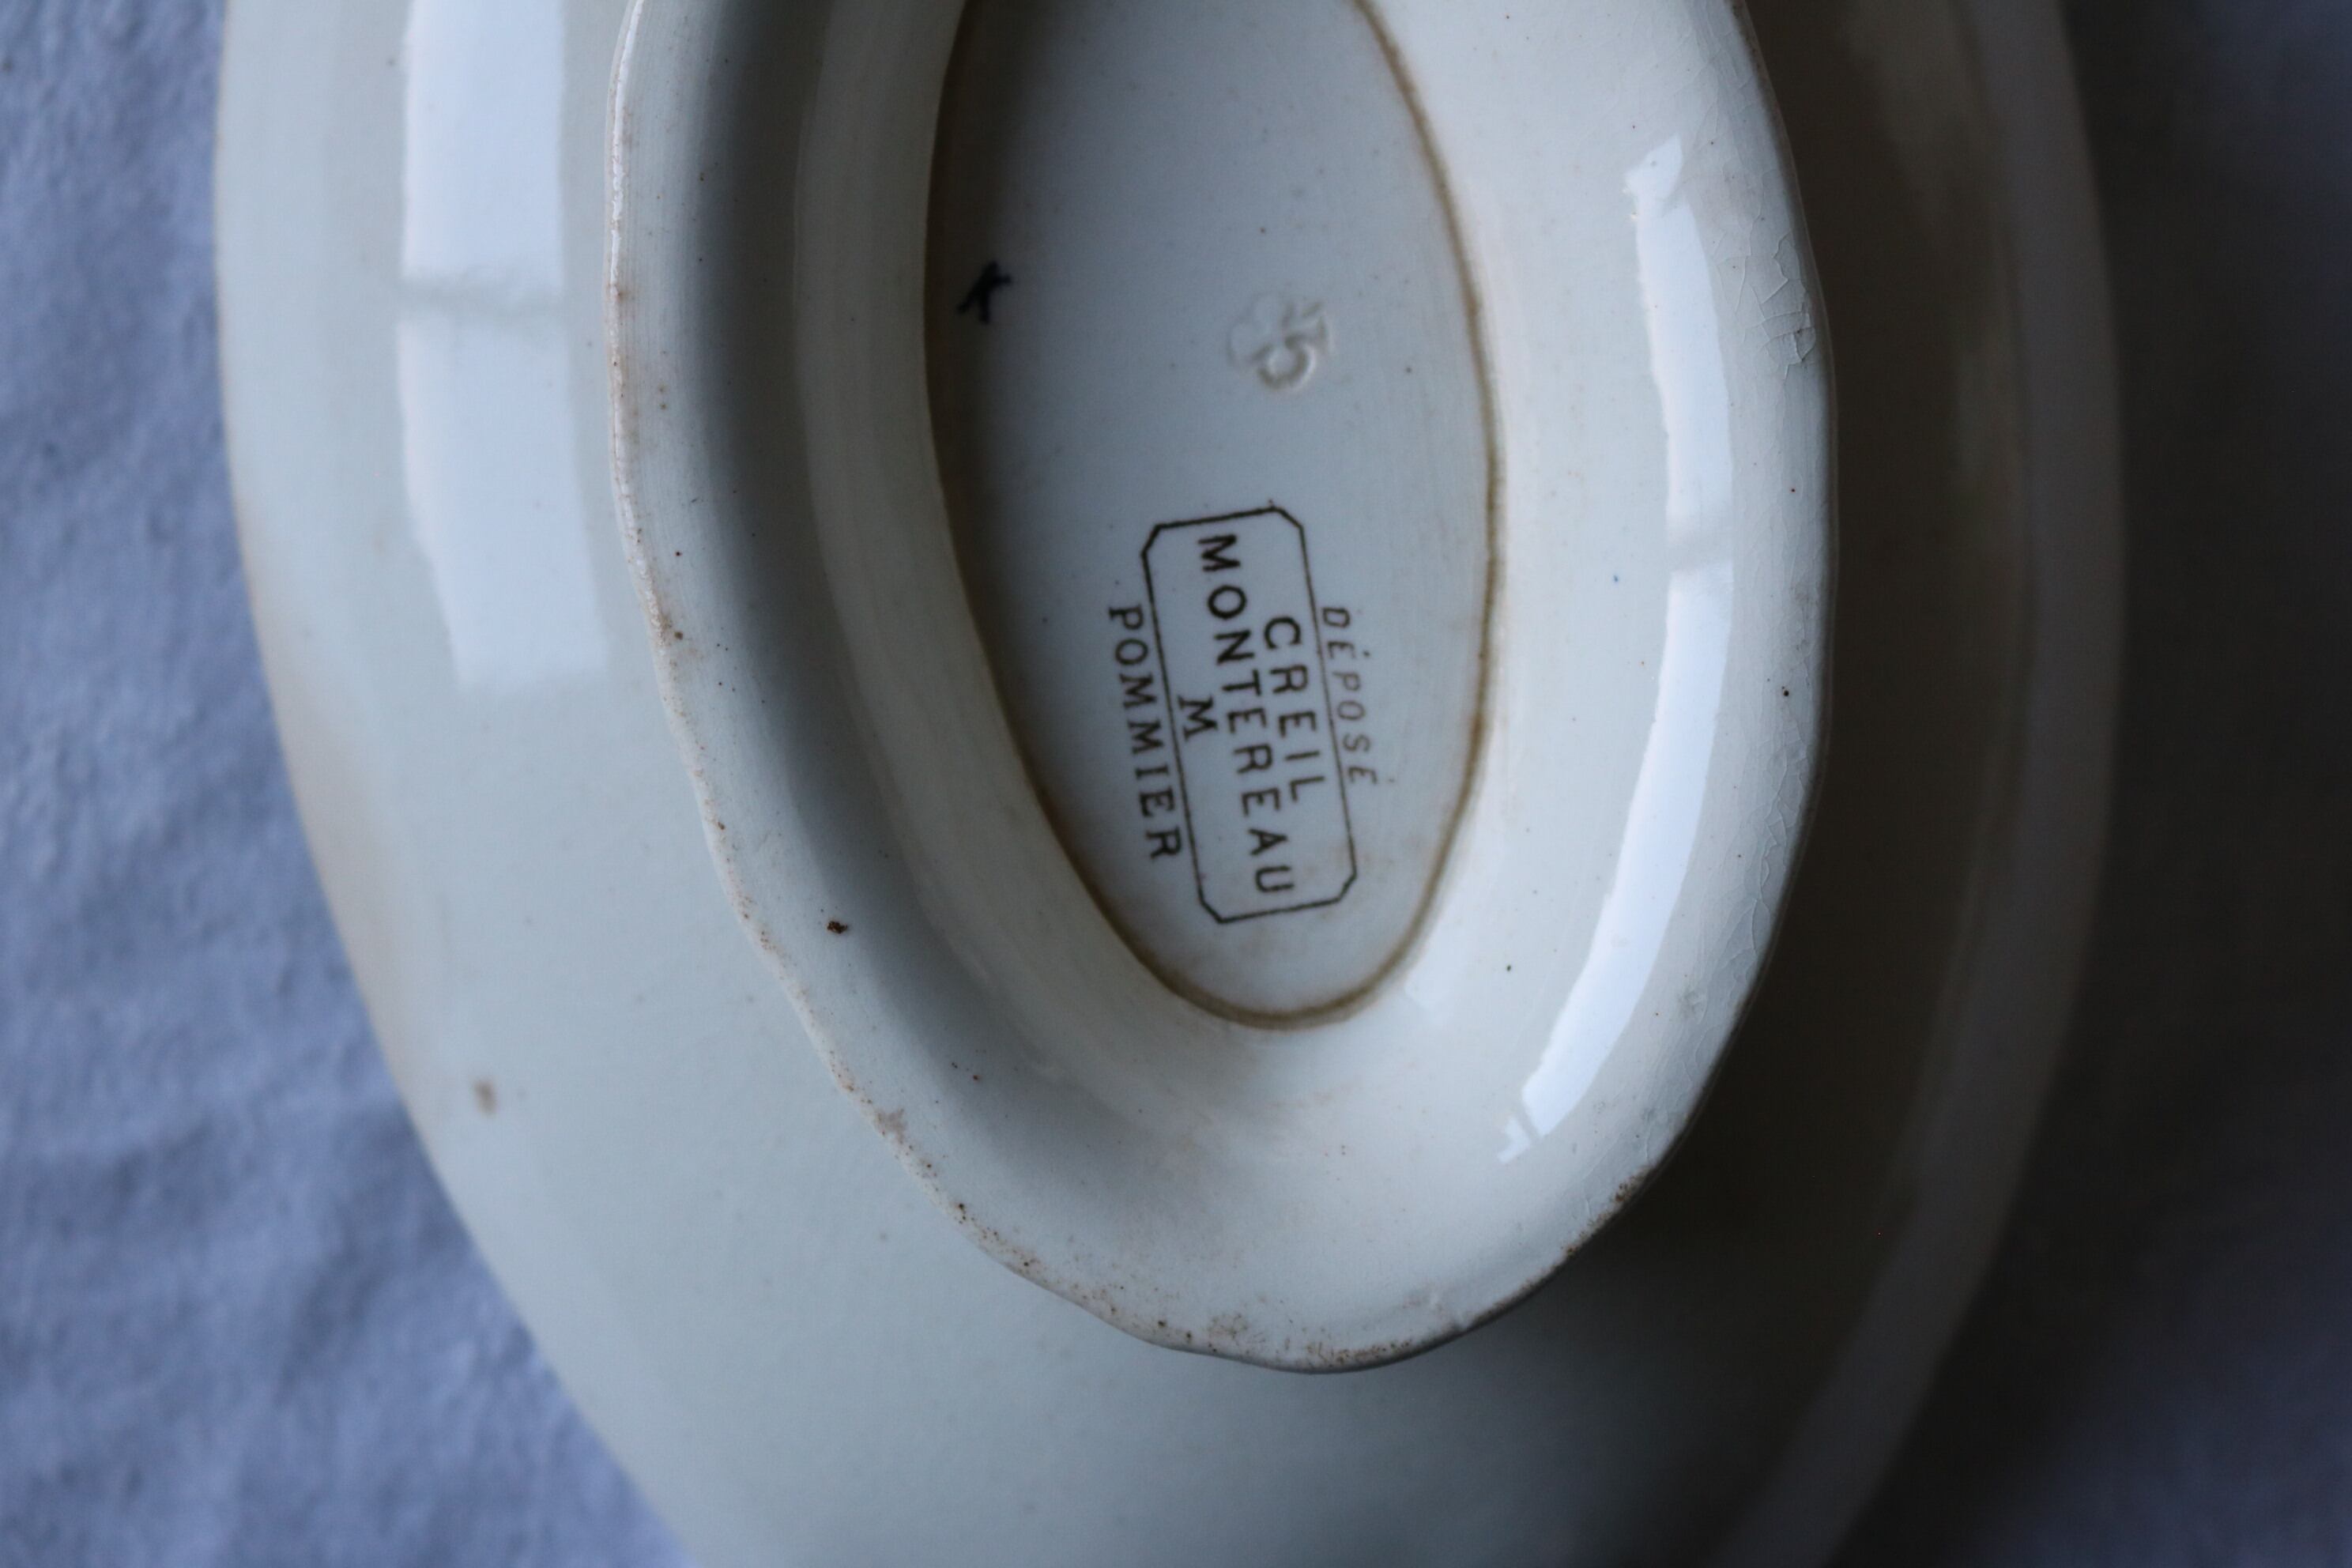 DÉPOSÉ
CREIL
MONTEREAU
M
POMMIER
K